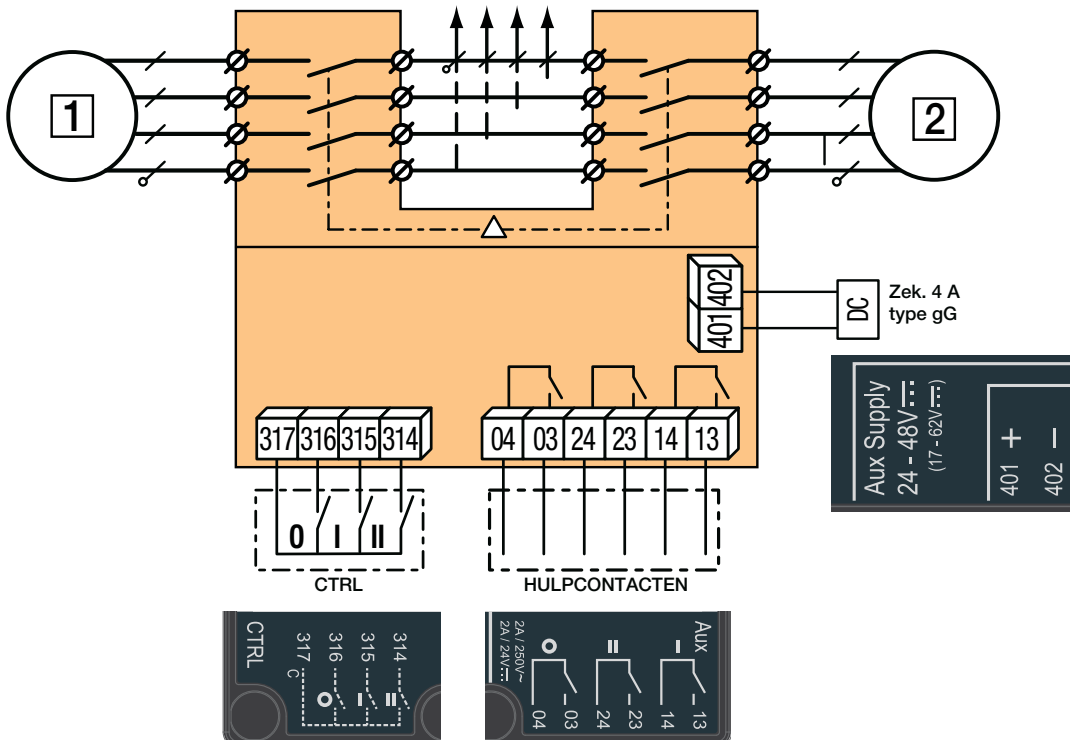 1
2
402
401
DC
Zek. 4 A
type gG
317 316 315 314
04 03 24 23 14 13
0 I II
CTRL
HULPCONTACTEN
Aux Supply
24 - 48V
(17 - 62V)
401 +
402 –
CTRL
317 316 315 314
C
O I II
Aux
I
II
O
2A / 250V~
2A / 24V
04 03 24 23 14 13